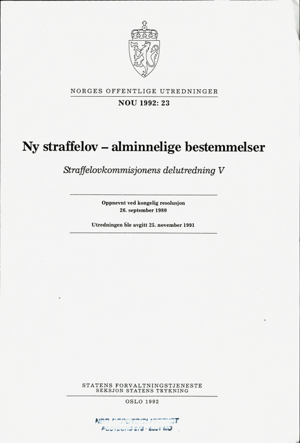 NORGES OFFENTLIGE UTREDNINGER
NOU 1992: 23
Ny straffelov – alminnelige bestemmelser
Straffelovkommisjonens delutredning V
Oppnevnt ved kongelig resolusjon
26. september 1980
Utredningen ble avgitt 25. november 1991
STATENS FORVALTNINGSTJENESTE
SEKSJON STATENS TRYKNING
OSLO 1992